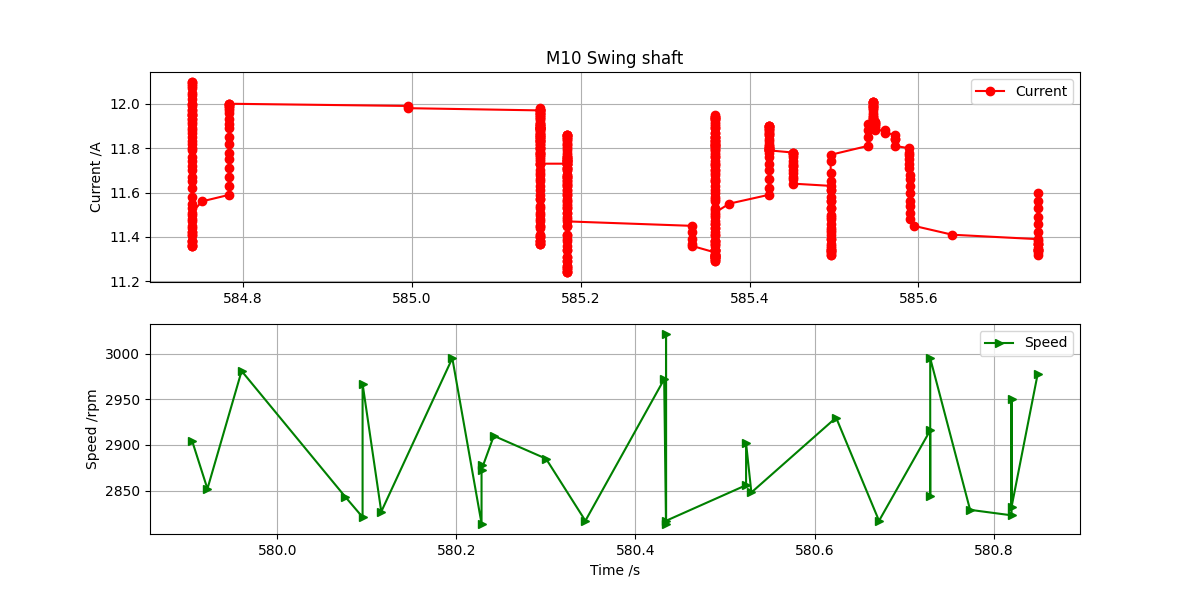 M10 Swing shaft
Current /A
12.0
11.8
11.6
11.4
11.2
Current
584.8 585.0 585.2 585.4 585.6
Speed /rpm
3000
2950
2900
2850
Speed
580.0 580.2 580.4 580.6 580.8
Time /s